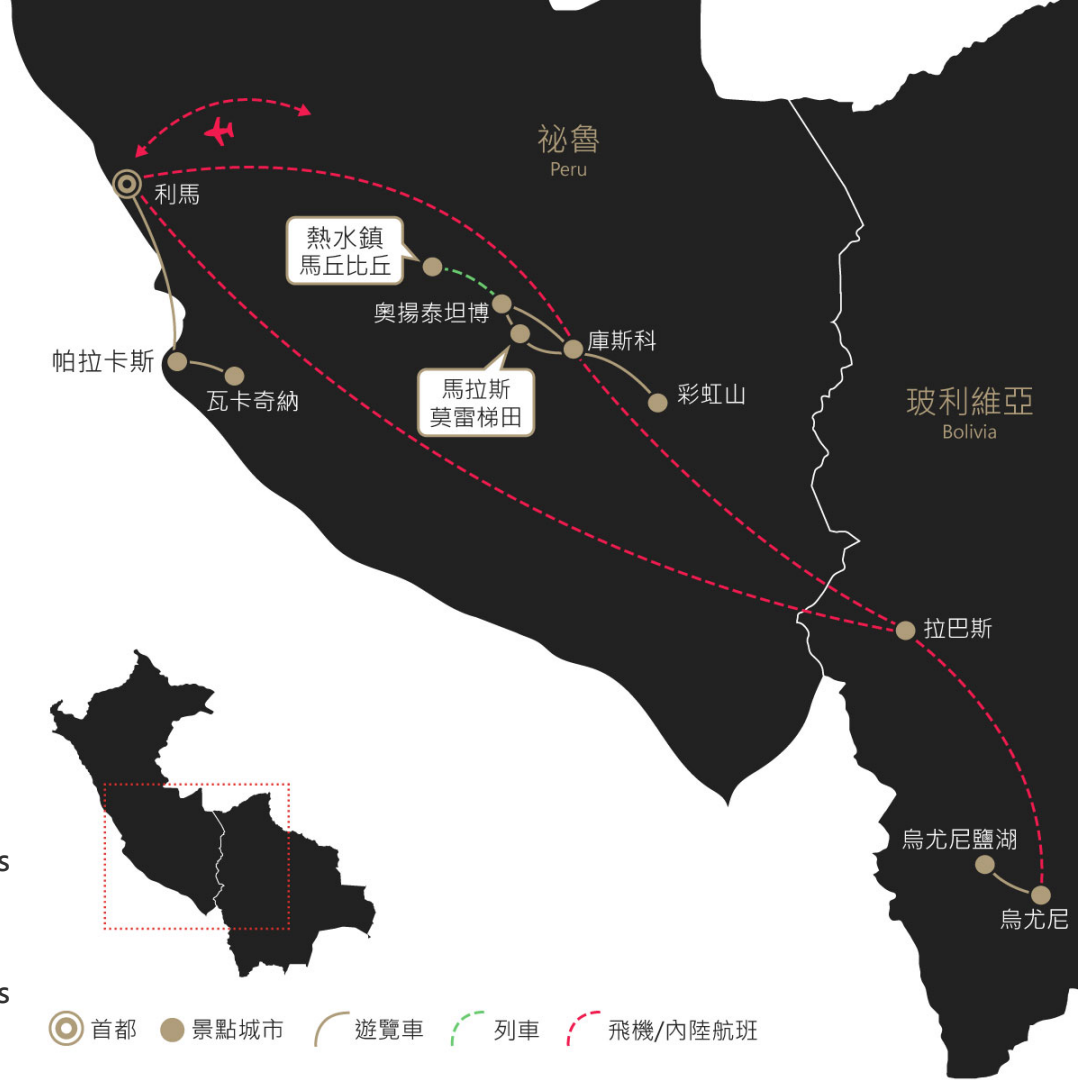 祕魯
Peru
利馬
熱水鎮
馬丘比丘
奧揚泰坦博
庫斯科
帕拉卡斯
瓦卡奇納
馬拉斯
莫雷梯田
彩虹山
玻利維亞
Bolivia
拉巴斯
烏尤尼鹽湖
烏尤尼
s
s
首都
景點城市
遊覽車
列車
飛機/內陸航班